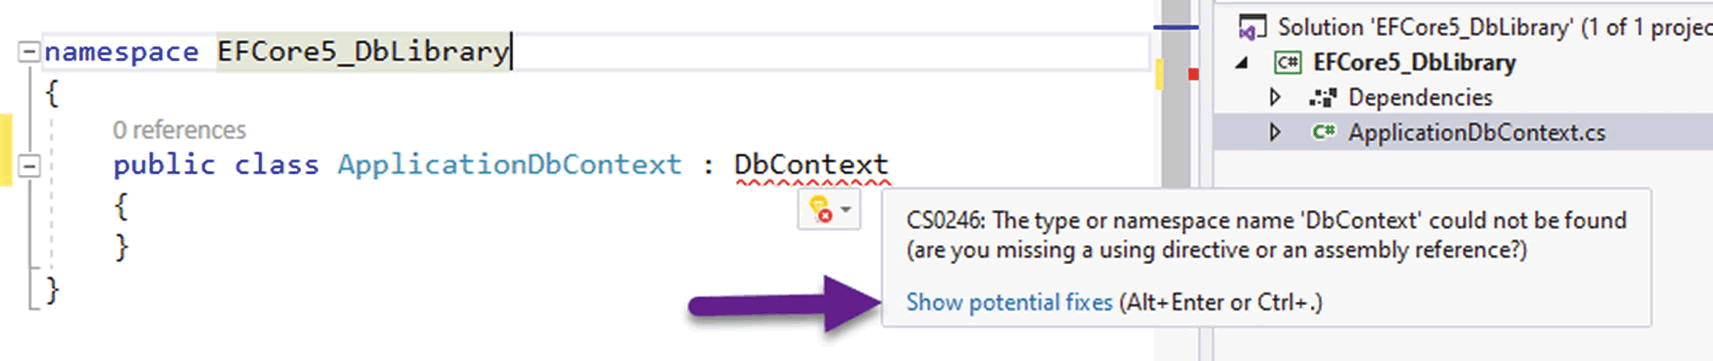 namespace EFCore5_DbLibrary
{
0 references
public class ApplicationDbContext : DbContext
{
}
}
CS0246: The type or namespace name 'DbContext' could not be found
(are you missing a using directive or an assembly reference?)
Show potential fixes (Alt+Enter or Ctrl+.)
Solution 'EFCore5_DbLibrary' (1 of 1 projec
C# EFCore5_DbLibrary
Dependencies
C# ApplicationDbContext.cs